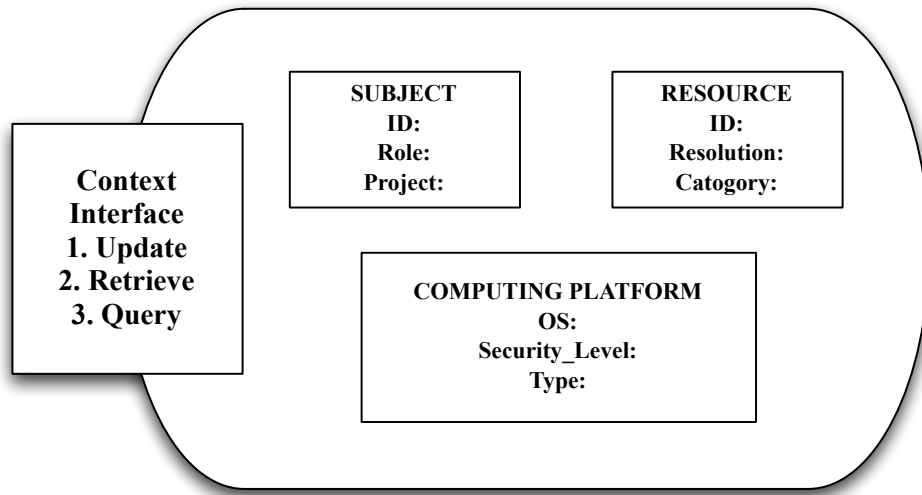 Context
Interface
1. Update
2. Retrieve
3. Query
SUBJECT
ID:
Role:
Project:
RESOURCE
ID:
Resolution:
Catogory:
COMPUTING PLATFORM
OS:
Security_Level:
Type: